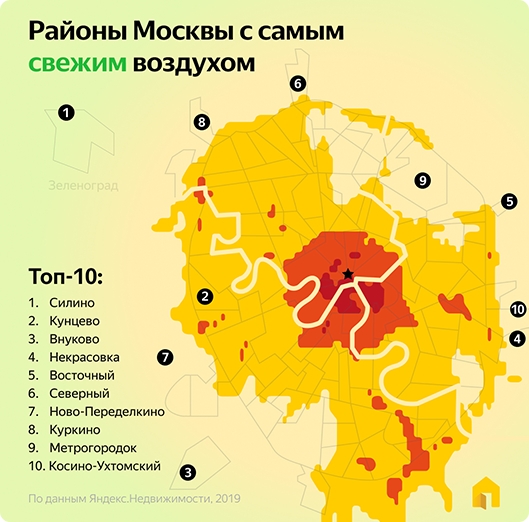 Районы Москвы с самым
свежим воздухом
6
1
8
Зеленоград
9
5
Топ-10:
1. Силино
2. Кунцево
3. Внуково
4. Некрасовка
5. Восточный
6. Северный
7. Ново-Переделкино
8. Куркино
9. Метрогородок
10. Косино-Ухтомский
2
10
4
7
3
По данным Яндекс.Недвижимости, 2019